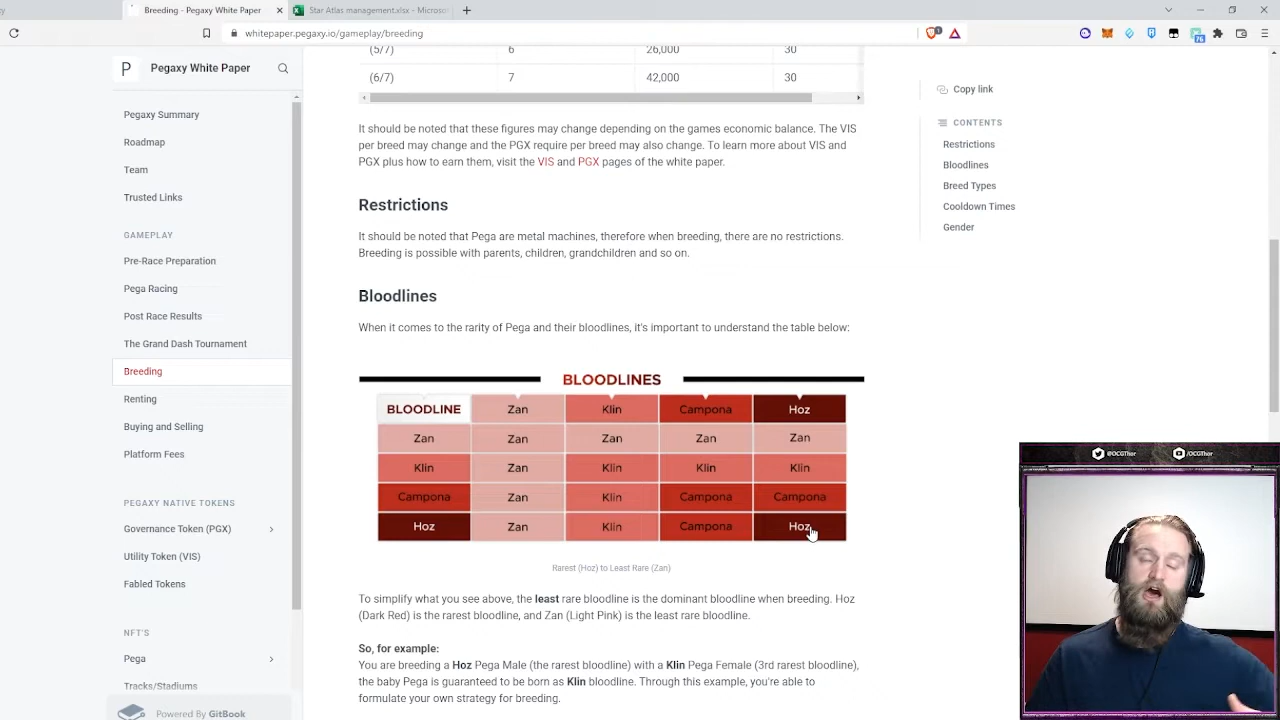 Breeding - Pegaxy White Paper
Star Atlas management.xlsx - Microsof
whitepaper.pegaxy.io/gameplay/breeding
Pegaxy White Paper
Pegaxy Summary
Roadmap
Team
Trusted Links
GAMEPLAY
Pre-Race Preparation
Pega Racing
Post Race Results
The Grand Dash Tournament
Breeding
Renting
Buying and Selling
Platform Fees
PEGAXY NATIVE TOKENS
Governance Token (PGX)
Utility Token (VIS)
Fabled Tokens
NFT'S
Pega
Tracks/Stadiums
Powered By GitBook
(5/7) 6 26,000 30
(6/7) 7 42,000 30
It should be noted that these figures may change depending on the games economic balance. The VIS
per breed may change and the PGX require per breed may also change. To learn more about VIS and
PGX plus how to earn them, visit the VIS and PGX pages of the white paper.
Restrictions
It should be noted that Pega are metal machines, therefore when breeding, there are no restrictions.
Breeding is possible with parents, children, grandchildren and so on.
Bloodlines
When it comes to the rarity of Pega and their bloodlines, it's important to understand the table below:
BLOODLINES
BLOODLINE Zan Klin Campona Hoz
Zan Zan Zan Zan Zan
Klin Zan Klin Klin Klin
Campona Zan Klin Campona Campona
Hoz Zan Klin Campona Hoz
Rarest (Hoz) to Least Rare (Zan)
To simplify what you see above, the least rare bloodline is the dominant bloodline when breeding. Hoz
(Dark Red) is the rarest bloodline, and Zan (Light Pink) is the least rare bloodline.
So, for example:
You are breeding a Hoz Pega Male (the rarest bloodline) with a Klin Pega Female (3rd rarest bloodline),
the baby Pega is guaranteed to be born as Klin bloodline. Through this example, you're able to
formulate your own strategy for breeding.
Copy link
CONTENTS
Restrictions
Bloodlines
Breed Types
Cooldown Times
Gender
@OCGThor
/OCGThor